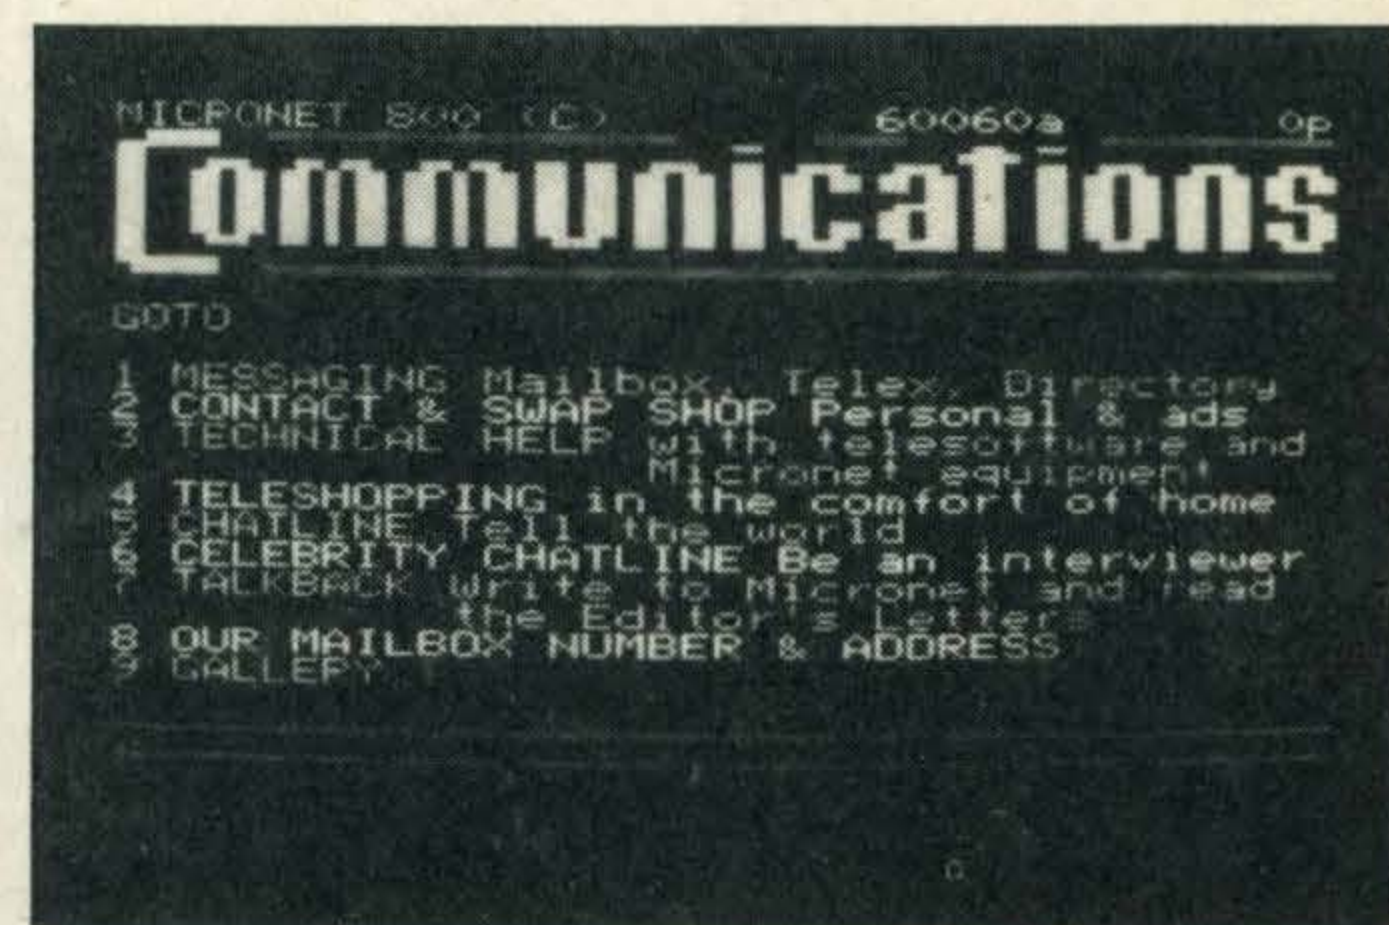 MICRONET 800 (C) 60060a 0p
Communications
GOTO
1 MESSAGING Mailbox, Telex, Directory
2 CONTACT & SWAP SHOP Personal & ads
3 TECHNICAL HELP with telesoftware and
Micronet equipment
4 TELESHOPPING in the comfort of home
5 CHATLINE Tell the world
6 CELEBRITY CHATLINE Be an interviewer
7 TALKBACK Write to Micronet and read
the Editor's Letters
8 OUR MAILBOX NUMBER & ADDRESS
9 GALLERY